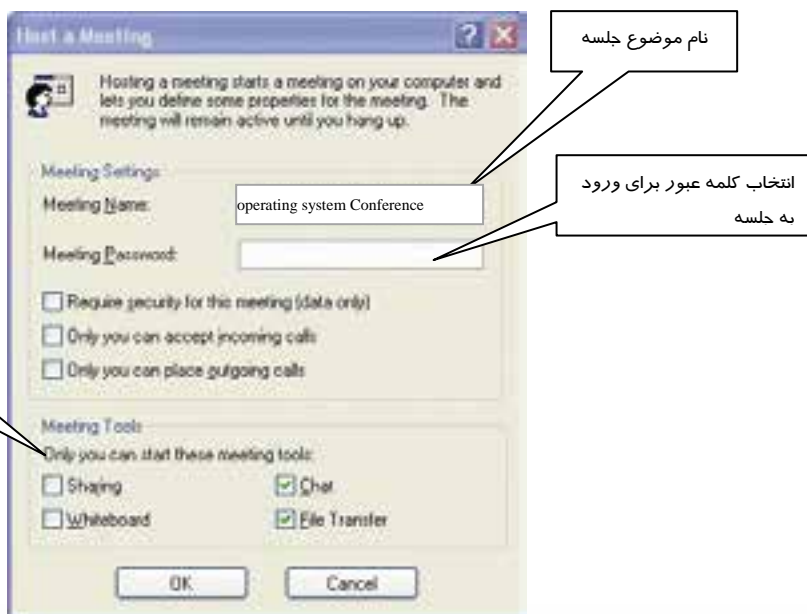 Host a Meeting
نام موضوع جلسه
Hosting a meeting starts a meeting on your computer and
lets you define some properties for the meeting. The
meeting will remain active until you hang up.
Meeting Settings
Meeting Name:
operating system Conference
انتخاب کلمه عبور برای ورود
به جلسه
Meeting Password:
Require security for this meeting (data only)
Only you can accept incoming calls
Only you can place outgoing calls
Meeting Tools
Only you can start these meeting tools:
Sharing
Chat
Whiteboard
File Transfer
OK
Cancel